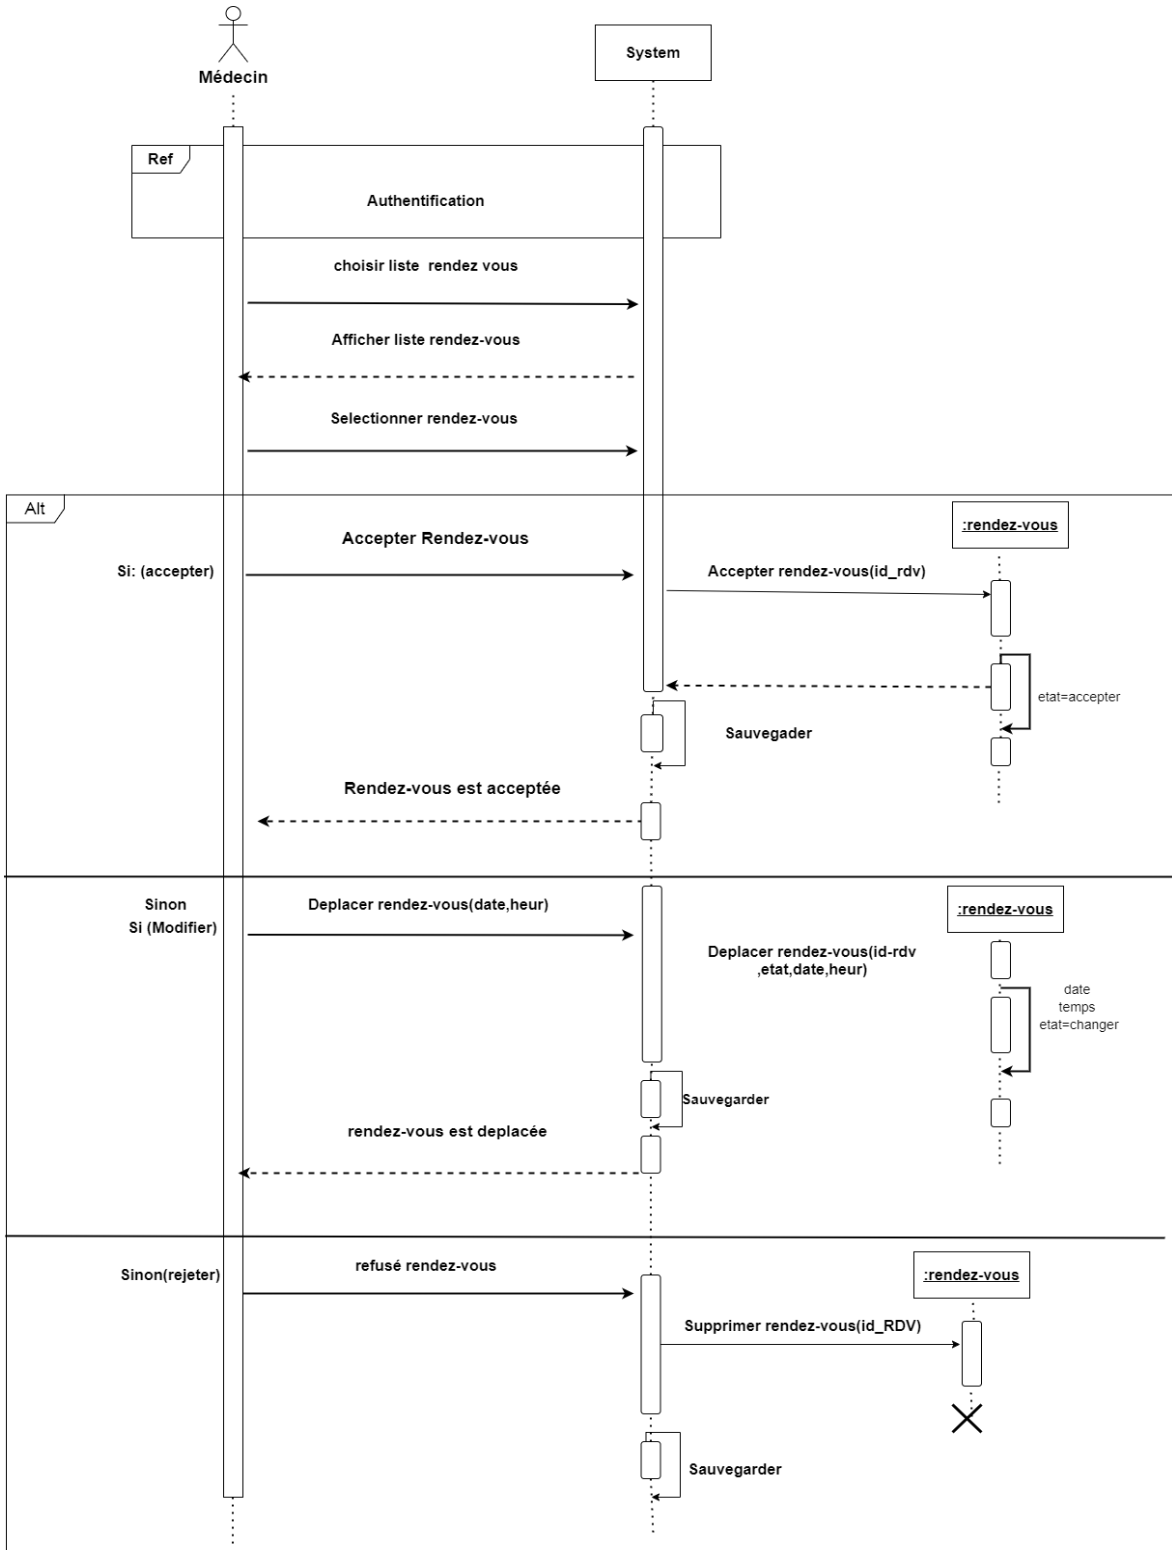 Médecin
System
Ref
Authentification
choisir liste  rendez vous
Afficher liste rendez-vous
Selectionner rendez-vous
Alt
:rendez-vous
Accepter Rendez-vous
Si: (accepter)
Accepter rendez-vous(id_rdv)
etat=accepter
Sauvegader
Rendez-vous est acceptée
Sinon
Si (Modifier)
Deplacer rendez-vous(date,heur)
:rendez-vous
Deplacer rendez-vous(id-rdv
,etat,date,heur)
date
temps
etat=changer
Sauvegarder
rendez-vous est deplacée
Sinon(rejeter)
refusé rendez-vous
:rendez-vous
Supprimer rendez-vous(id_RDV)
Sauvegarder